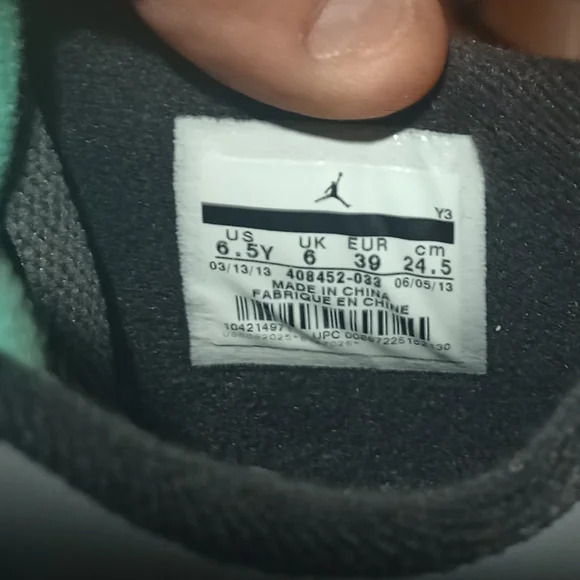 Y3
US UK EUR cm
6.5Y 6 39 24.5
03/13/13 408452-033 06/05/13
MADE IN CHINA
FABRIQUE EN CHINE
10421497 UPC